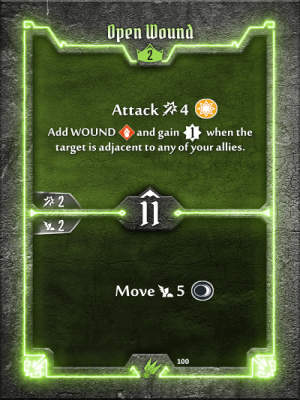 Open Wound
2
Attack 4
Add WOUND and gain 1 when the
target is adjacent to any of your allies.
2
2
11
Move 5
100